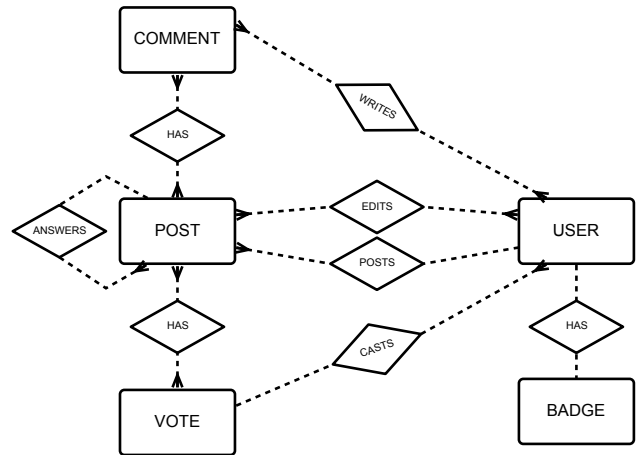 COMMENT
WRITES
HAS
ANSWERS
POST
EDITS
POSTS
USER
HAS
CASTS
HAS
VOTE
BADGE